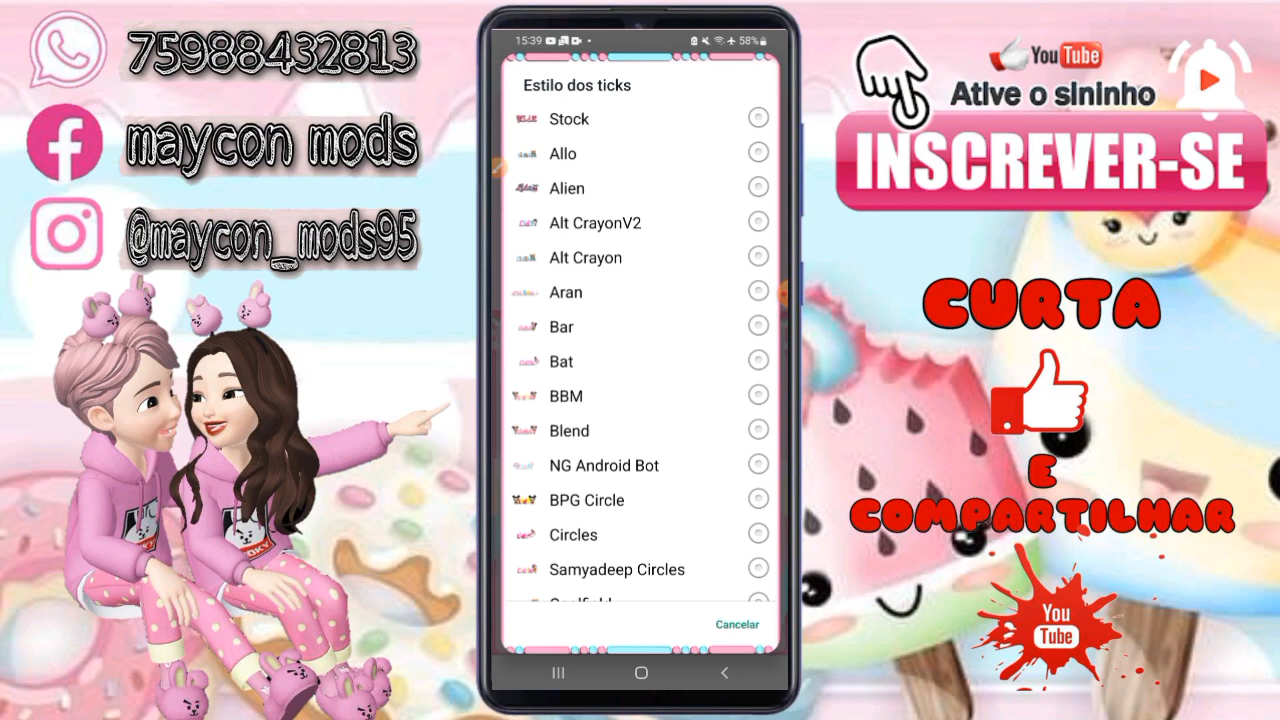 75988432813
maycon mods
@maycon_mods95
15:39
58%
Estilo dos ticks
Stock
Allo
Alien
Alt CrayonV2
Alt Crayon
Aran
Bar
Bat
BBM
Blend
NG Android Bot
BPG Circle
Circles
Samyadeep Circles
Cancelar
YouTube
Ative o sininho
INSCREVER-SE
CURTA
E
COMPARTILHAR
You
Tube